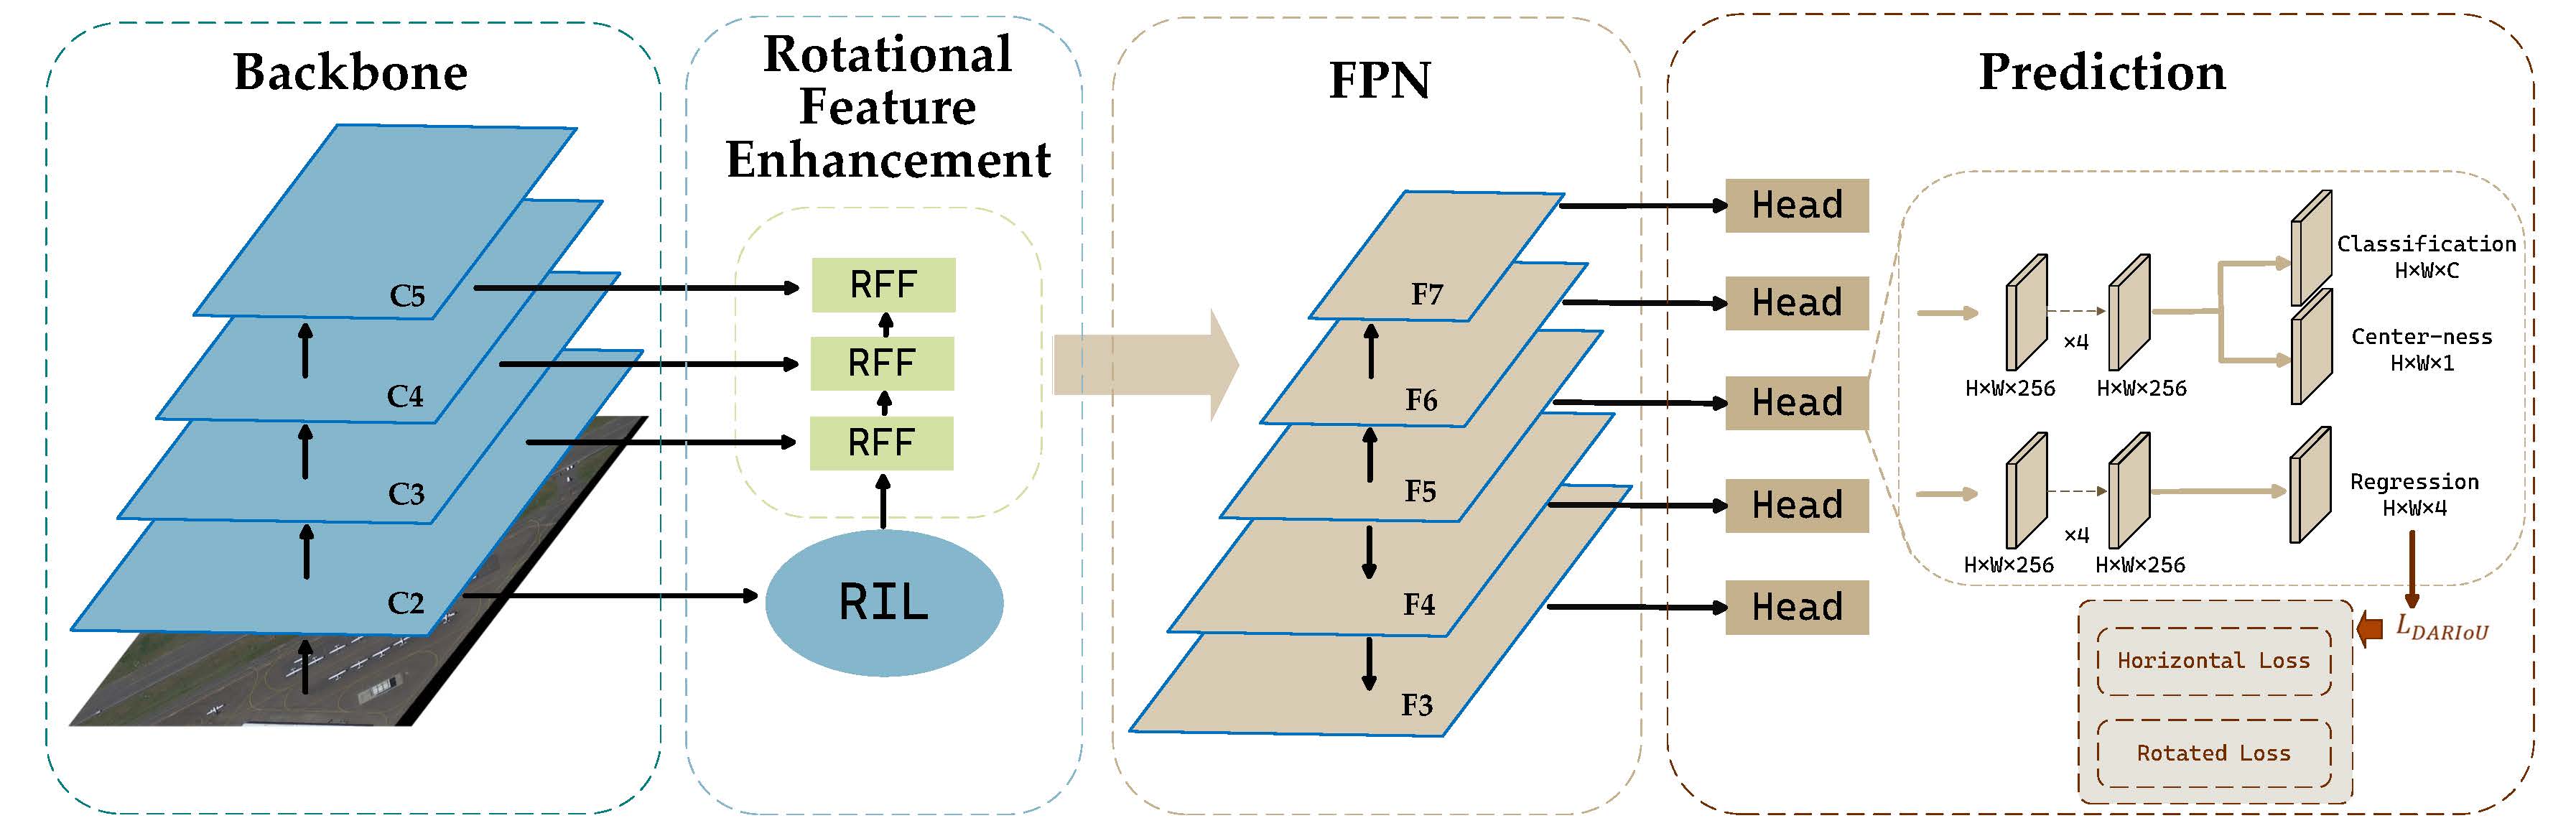 Backbone
C5
C4
C3
C2
Rotational
Feature
Enhancement
RFF
RFF
RFF
RIL
FPN
F7
F6
F5
F4
F3
Prediction
Head
Head
Head
Head
Head
Classification
H×W×C
Center-ness
H×W×1
×4
H×W×256
H×W×256
Regression
H×W×4
×4
H×W×256
H×W×256
L_{DARIoU}
Horizontal Loss
Rotated Loss